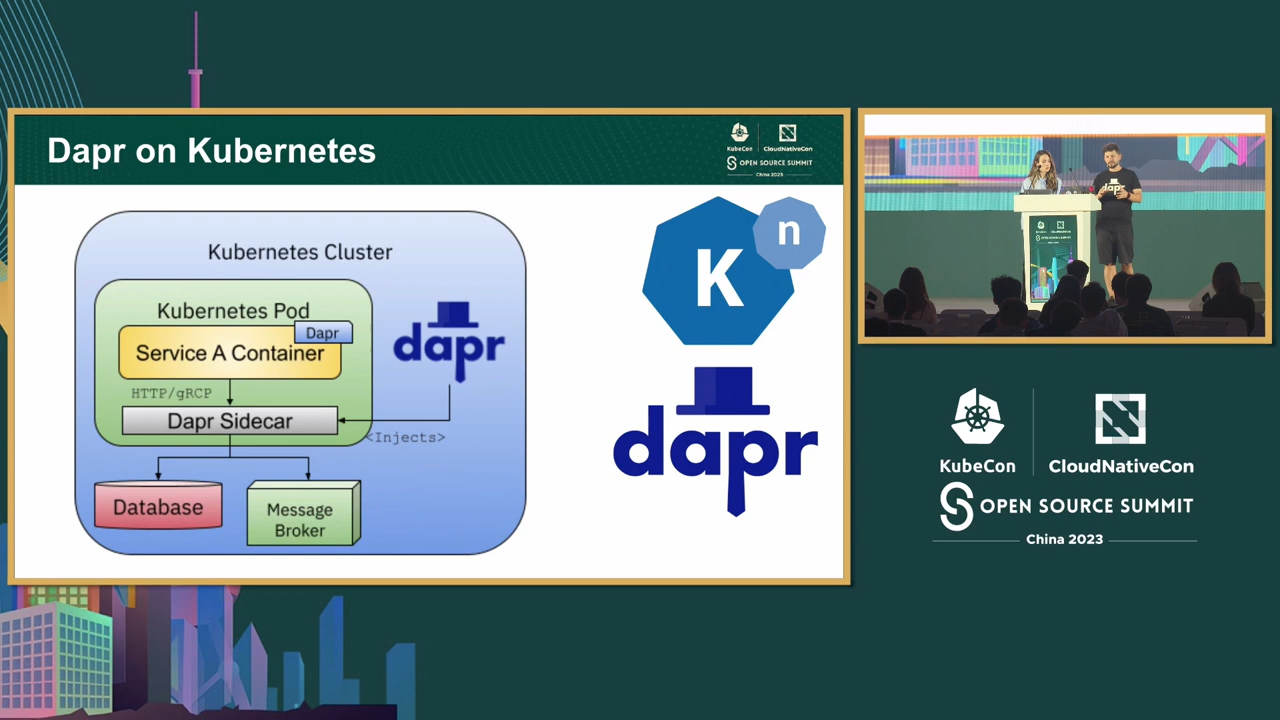 Dapr on Kubernetes
KubeCon
CloudNativeCon
OPEN SOURCE SUMMIT
China 2023
Kubernetes Cluster
Kubernetes Pod
Dapr
Service A Container
HTTP/gRCP
Dapr Sidecar
<Injects>
Database
Message
Broker
dapr
K
n
dapr
dapr
KubeCon
CloudNativeCon
OPEN SOURCE SUMMIT
China 2023